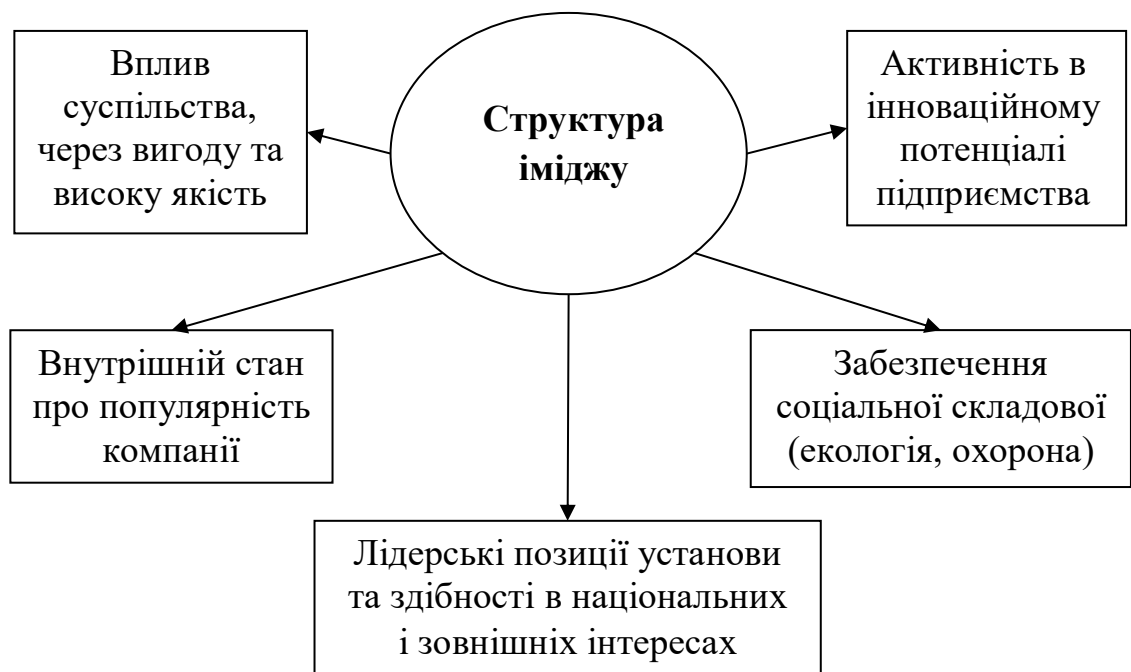 Вплив
суспільства,
через вигоду та
високу якість
Структура
іміджу
Активність в
інноваційному
потенціалі
підприємства
Внутрішній стан
про популярність
компанії
Забезпечення
соціальної складової
(екологія, охорона)
Лідерські позиції установи
та здібності в національних
і зовнішніх інтересах